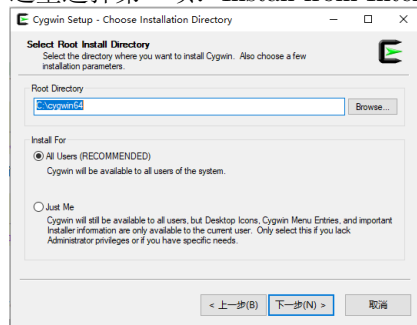 Cygwin Setup - Choose Installation Directory
Select Root Install Directory
Select the directory where you want to install Cygwin. Also choose a few
installation parameters.
Root Directory
C:\cygwin64
Browse...
Install For
All Users (RECOMMENDED)
Cygwin will be available to all users of the system.
Just Me
Cygwin will still be available to all users, but Desktop Icons, Cygwin Menu Entries, and important
Installer information are only available to the current user. Only select this if you lack
Administrator privileges or if you have specific needs.
< 上一步(B)
下一步(N) >
取消